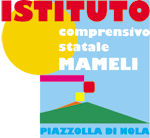 ISTITUTO
comprensivo
statale
MAMELI
PIAZZOLLA DI NOLA